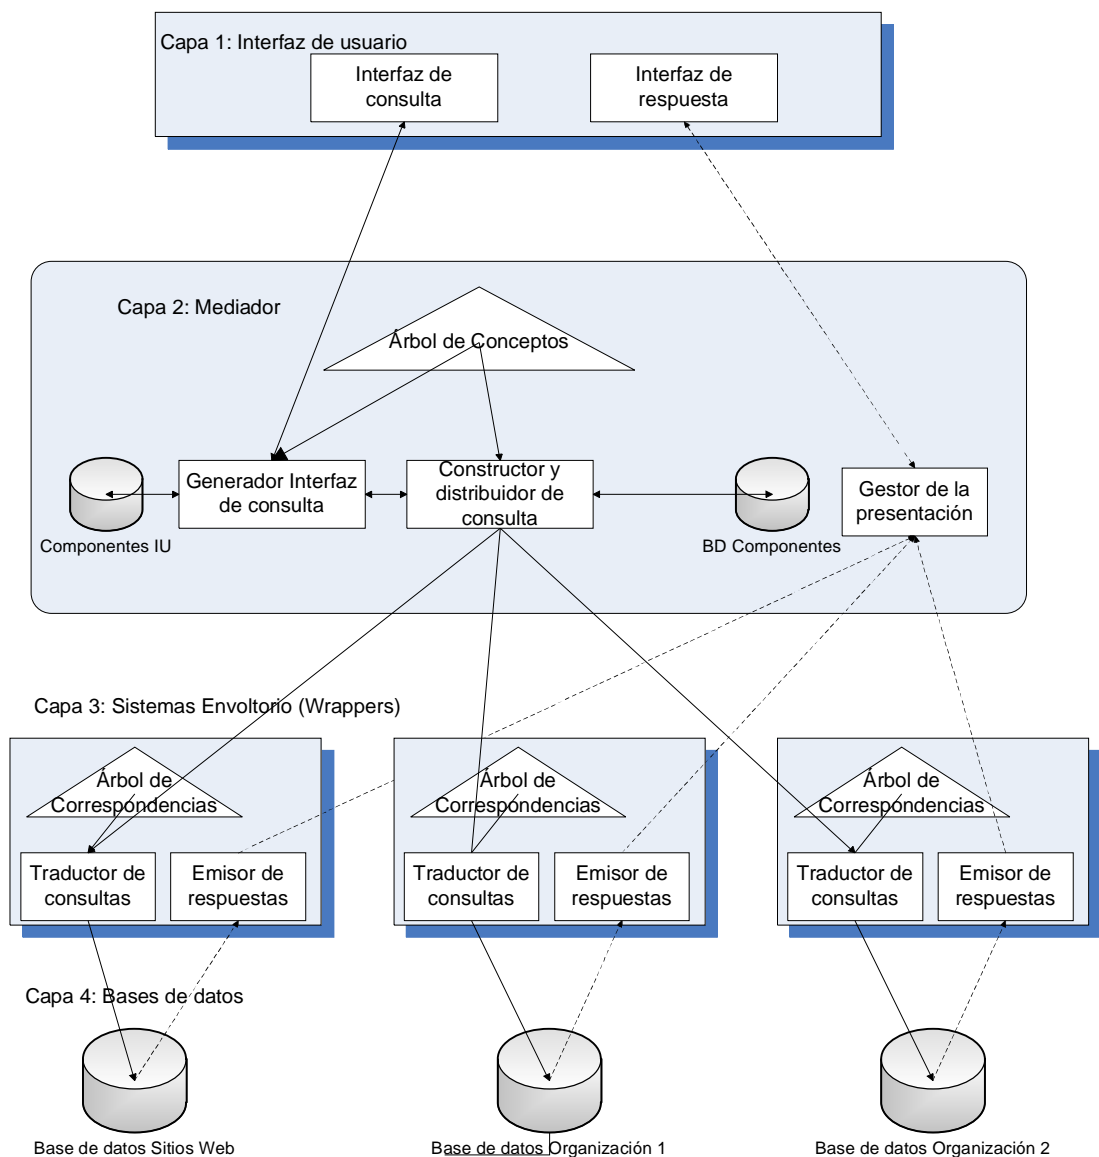 Capa 1: Interfaz de usuario
Interfaz de
consulta
Interfaz de
respuesta
Capa 2: Mediador
Árbol de Conceptos
Generador Interfaz
de consulta
Constructor y
distribuidor de
consulta
Gestor de la
presentación
Componentes IU
BD Componentes
Capa 3: Sistemas Envoltorio (Wrappers)
Árbol de
Correspondencias
Árbol de
Correspondencias
Árbol de
Correspondencias
Traductor de
consultas
Emisor de
respuestas
Traductor de
consultas
Emisor de
respuestas
Traductor de
consultas
Emisor de
respuestas
Capa 4: Bases de datos
Base de datos Sitios Web
Base de datos Organización 1
Base de datos Organización 2